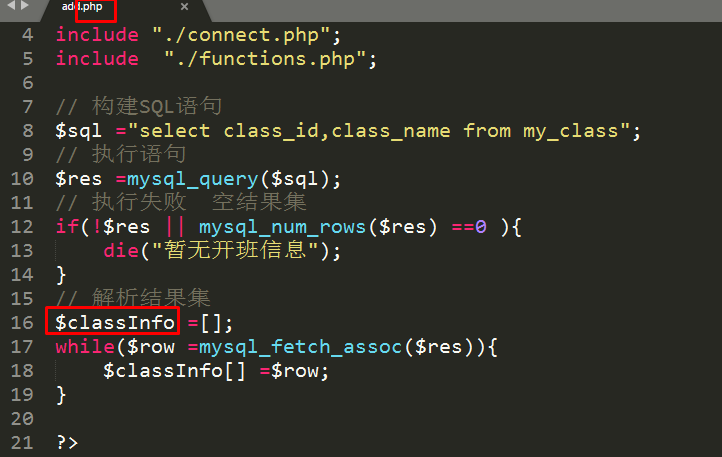 add.php ×
4 include "./connect.php";
5 include  "./functions.php";
6
7 // 构建SQL语句
8 $sql ="select class_id,class_name from my_class";
9 // 执行语句
10 $res =mysql_query($sql);
11 // 执行失败  空结果集
12 if(!$res || mysql_num_rows($res) ==0 ){
13     die("暂无开班信息");
14 }
15 // 解析结果集
16 $classInfo =[];
17 while($row =mysql_fetch_assoc($res)){
18     $classInfo[] =$row;
19 }
20
21 ?>